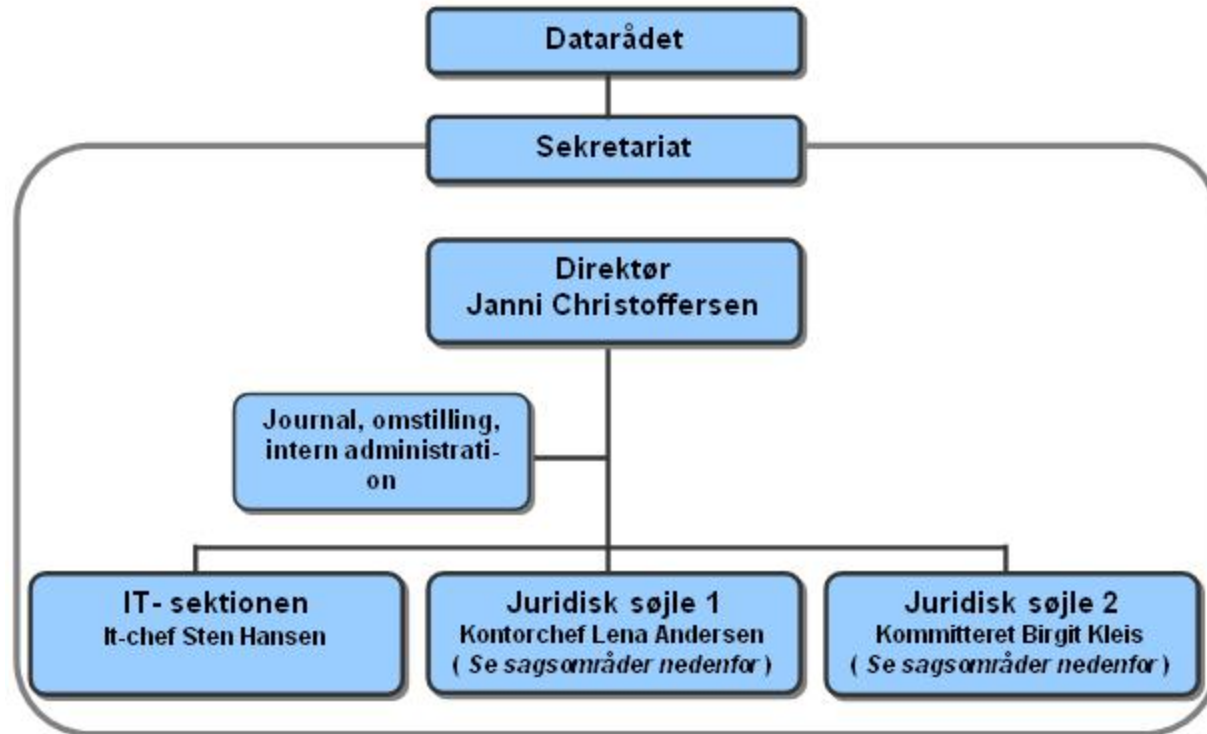 Datarådet
Sekretariat
Direktør
Janni Christoffersen
Journal, omstilling,
intern administrati-
on
IT- sektionen
It-chef Sten Hansen
Juridisk søjle 1
Kontorchef Lena Andersen
( Se sagsområder nedenfor )
Juridisk søjle 2
Kommitteret Birgit Kleis
( Se sagsområder nedenfor )